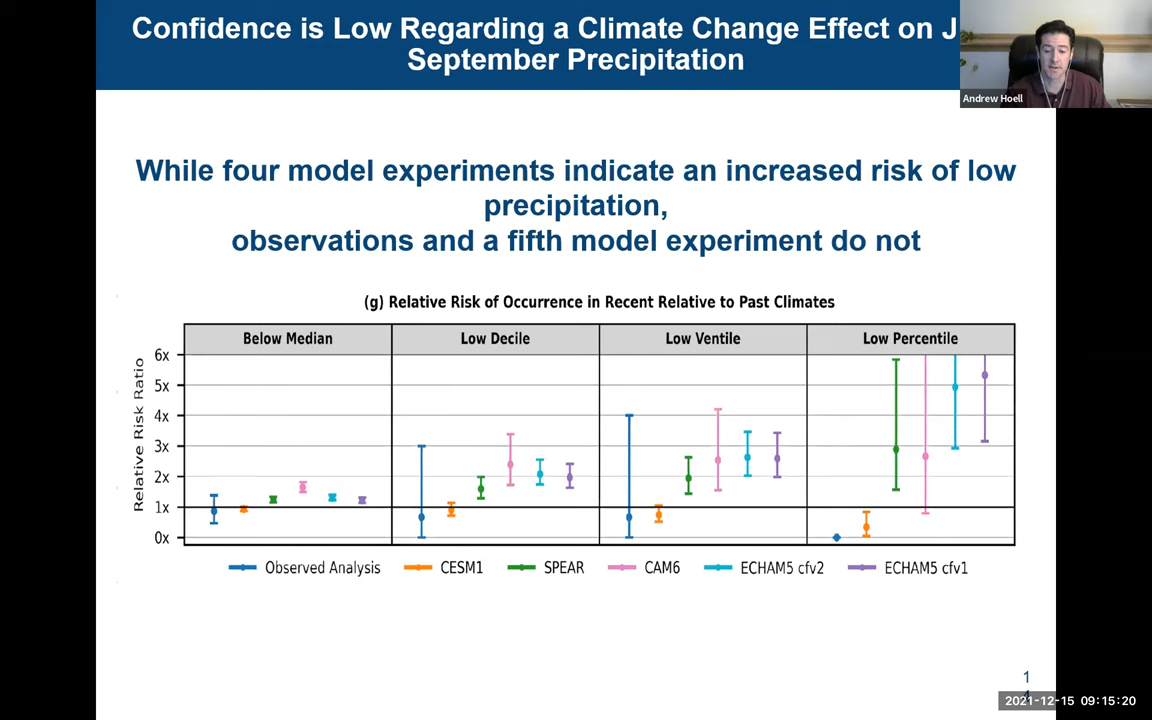 Confidence is Low Regarding a Climate Change Effect on J
September Precipitation
Andrew Hoell
While four model experiments indicate an increased risk of low
precipitation,
observations and a fifth model experiment do not
(g) Relative Risk of Occurrence in Recent Relative to Past Climates
Below Median Low Decile Low Ventile Low Percentile
Relative Risk Ratio
6x
5x
4x
3x
2x
1x
0x
Observed Analysis CESM1 SPEAR CAM6 ECHAM5 cfv2 ECHAM5 cfv1
1
2021-12-15 09:15:20